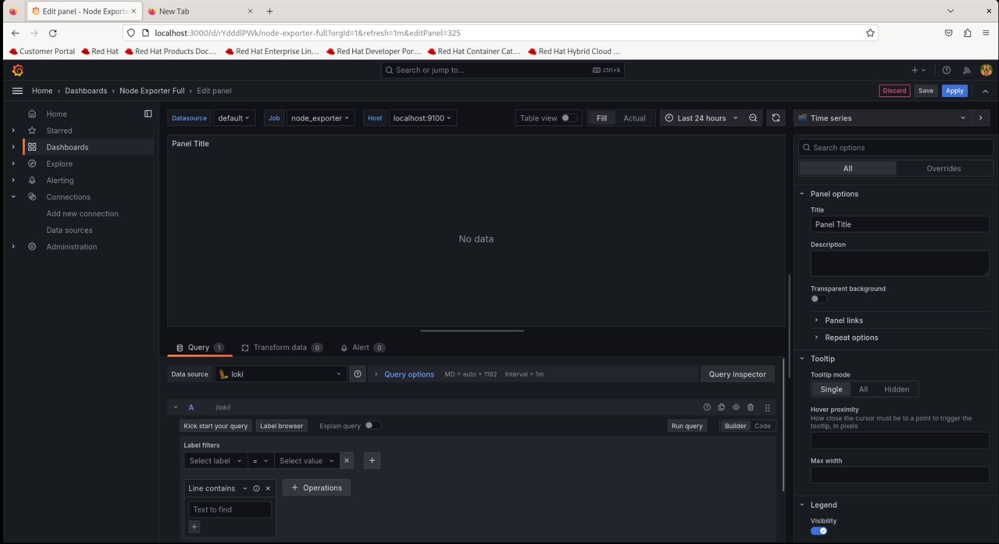 Edit panel - Node Exporte
New Tab
localhost:3000/d/rYdddlPWk/node-exporter-full?orgId=1&refresh=1m&editPanel=325
Customer Portal
Red Hat
Red Hat Products Doc…
Red Hat Enterprise Lin…
Red Hat Developer Por…
Red Hat Container Cat…
Red Hat Hybrid Cloud …
Search or jump to...
ctrl+k
Home › Dashboards › Node Exporter Full › Edit panel
Discard
Save
Apply
Home
Starred
Dashboards
Explore
Alerting
Connections
Add new connection
Data sources
Administration
Datasource
default
Job
node_exporter
Host
localhost:9100
Table view
Fill
Actual
Last 24 hours
Panel Title
No data
Query 1
Transform data 0
Alert 0
Data source
loki
Query options
MD = auto = 1192
Interval = 1m
Query inspector
A
(loki)
Kick start your query
Label browser
Explain query
Run query
Builder
Code
Label filters
Select label
=
Select value
Line contains
Operations
Text to find
Time series
Search options
All
Overrides
Panel options
Title
Panel Title
Description
Transparent background
Panel links
Repeat options
Tooltip
Tooltip mode
Single
All
Hidden
Hover proximity
How close the cursor must be to a point to trigger the
tooltip, in pixels
Max width
Legend
Visibility